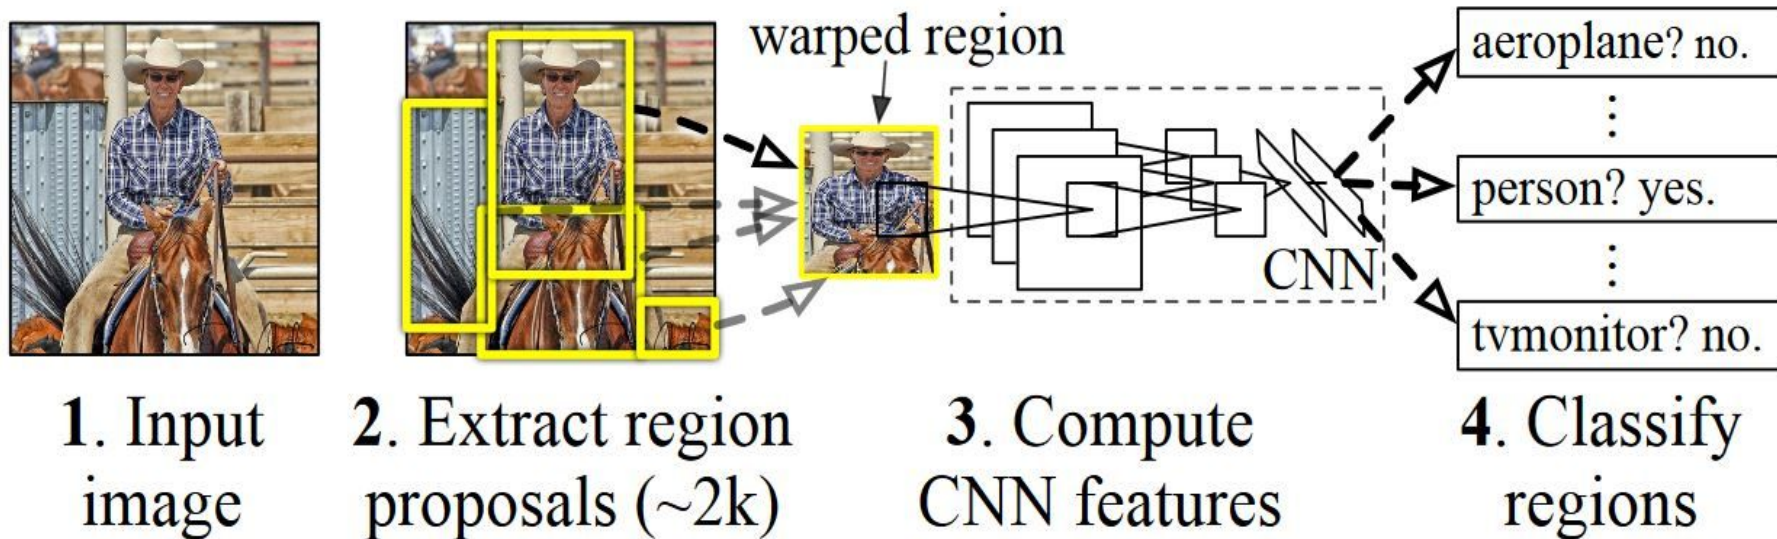 warped region
aeroplane? no.
⋮
person? yes.
⋮
tvmonitor? no.
CNN
1. Input
image
2. Extract region
proposals (~2k)
3. Compute
CNN features
4. Classify
regions